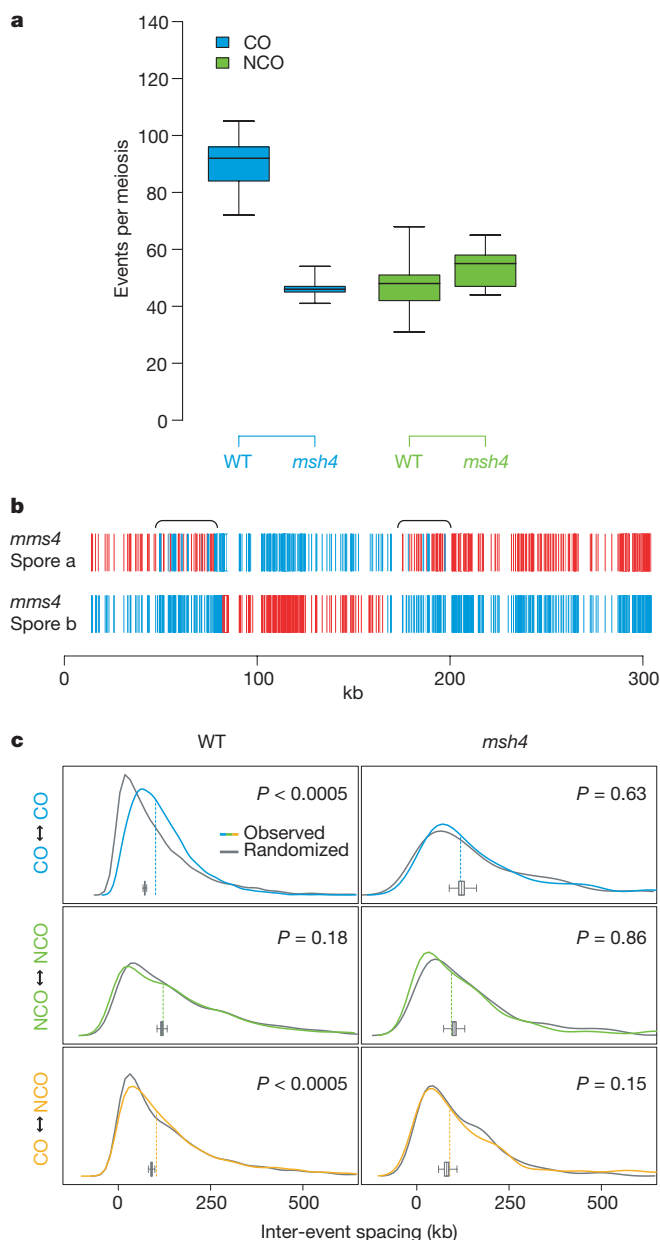 a
140
120
100
80
60
40
20
0
Events per meiosis
CO
NCO
WT msh4 WT msh4
b
mms4
Spore a
mms4
Spore b
0 100 200 300
kb
c
WT msh4
CO ↔ CO
P < 0.0005
Observed
Randomized
P = 0.63
NCO ↔ NCO
P = 0.18
P = 0.86
CO ↔ NCO
P < 0.0005
P = 0.15
0 250 500 0 250 500
Inter-event spacing (kb)